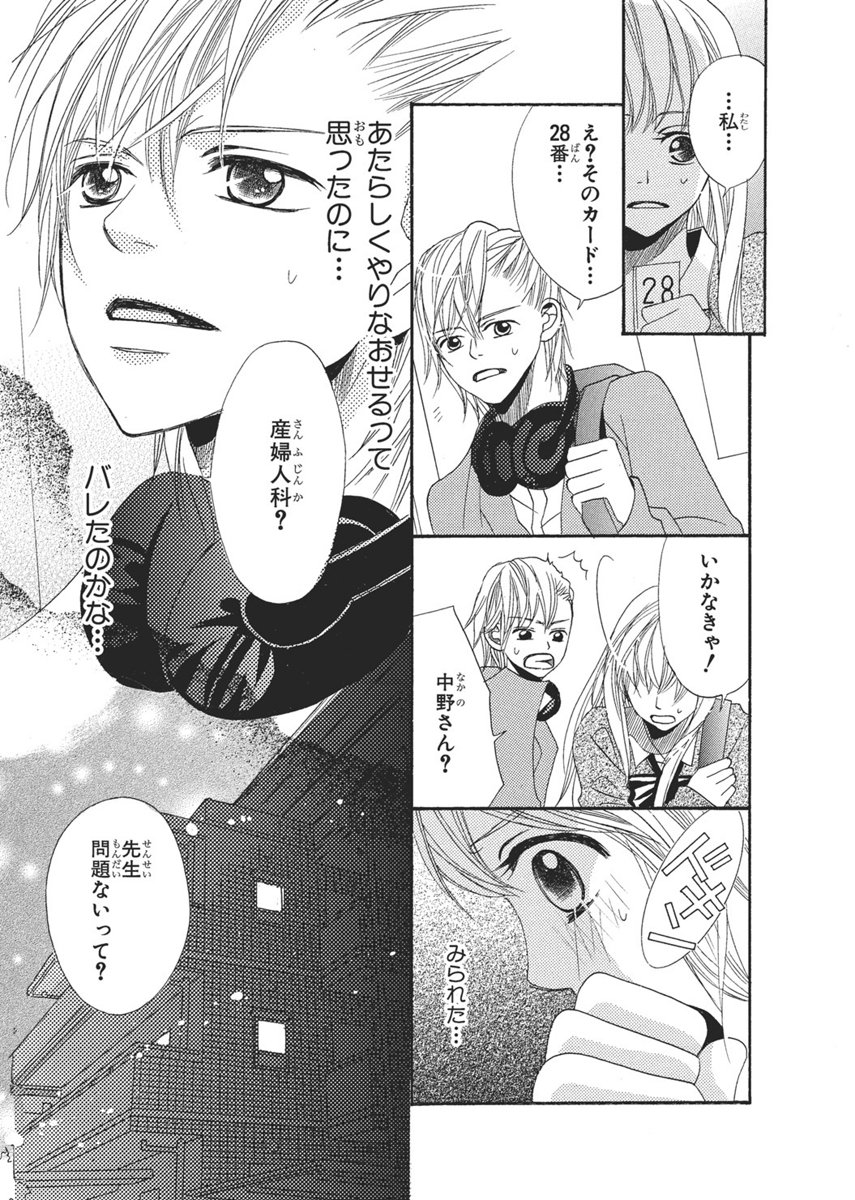 …私…
28
え？そのカード…
28番…
いかなきゃ！
中野さん？
ドキー
みられた…
あたらしくやりなおせるって
思ったのに…
産婦人科？
バレたのかな…
先生
問題ないって？